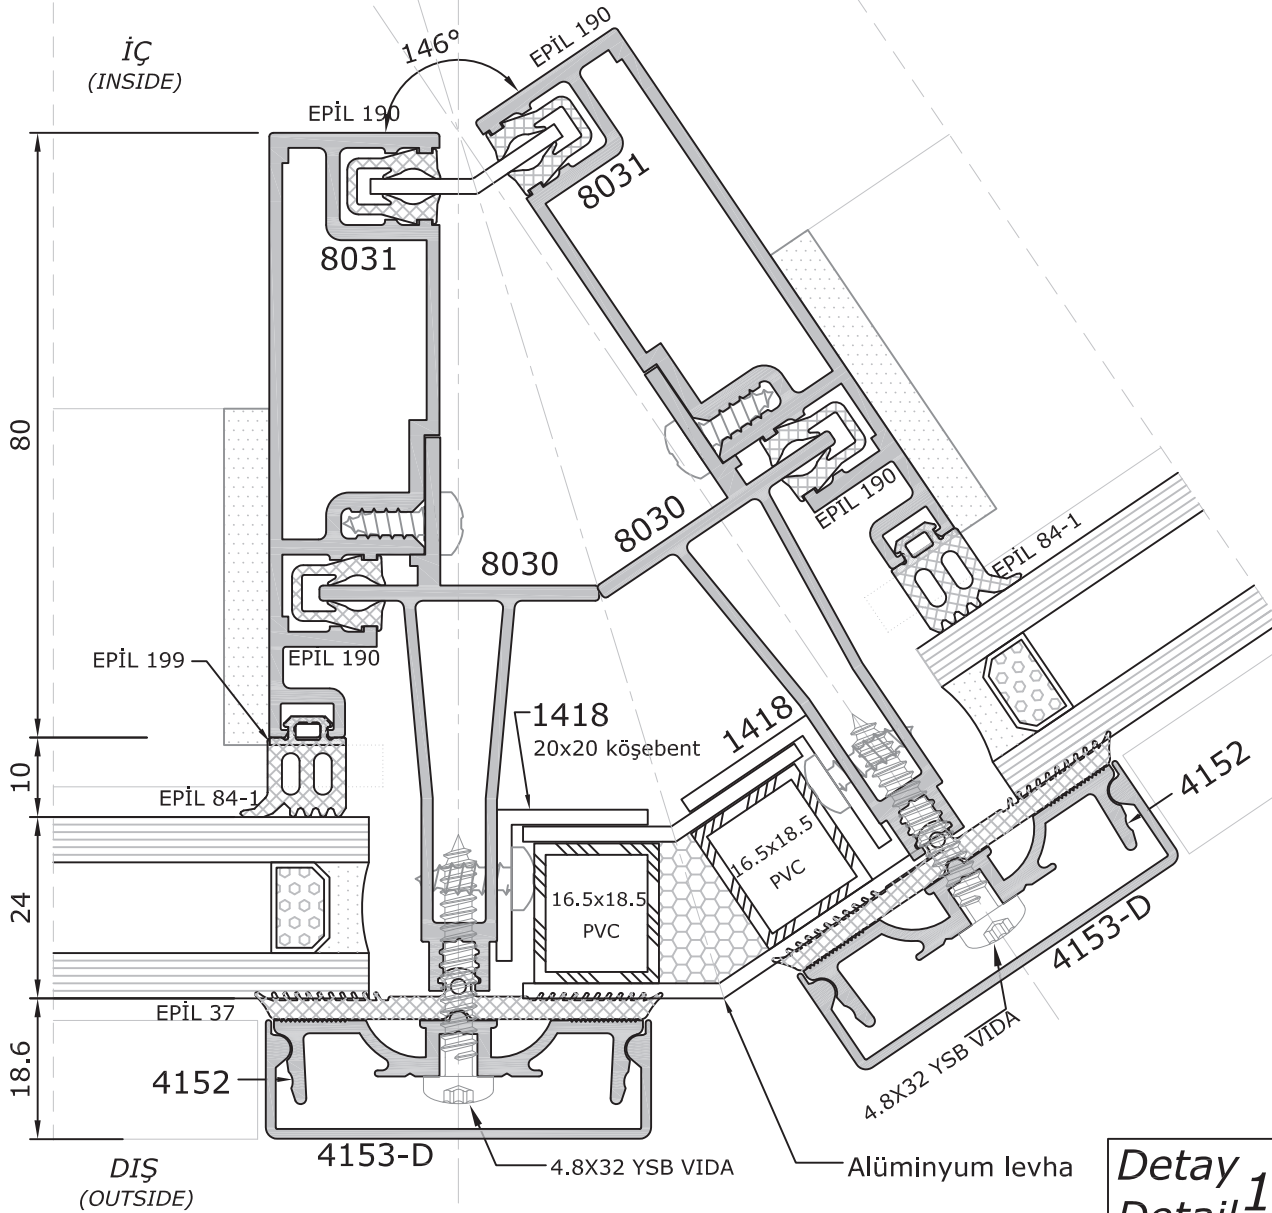 İÇ
(INSIDE)
146°
EPİL 190
EPİL 190
8031
8031
80
8030
8030
EPİL 190
EPİL 84-1
EPİL 199
EPİL 190
1418
20x20 köşebent
1418
4152
10
EPİL 84-1
16.5x18.5
PVC
16.5x18.5
PVC
24
4153-D
EPİL 37
18.6
4152
4.8X32 YSB VIDA
4153-D
4.8X32 YSB VIDA
Alüminyum levha
DIŞ
(OUTSIDE)
Detay 1
Detail